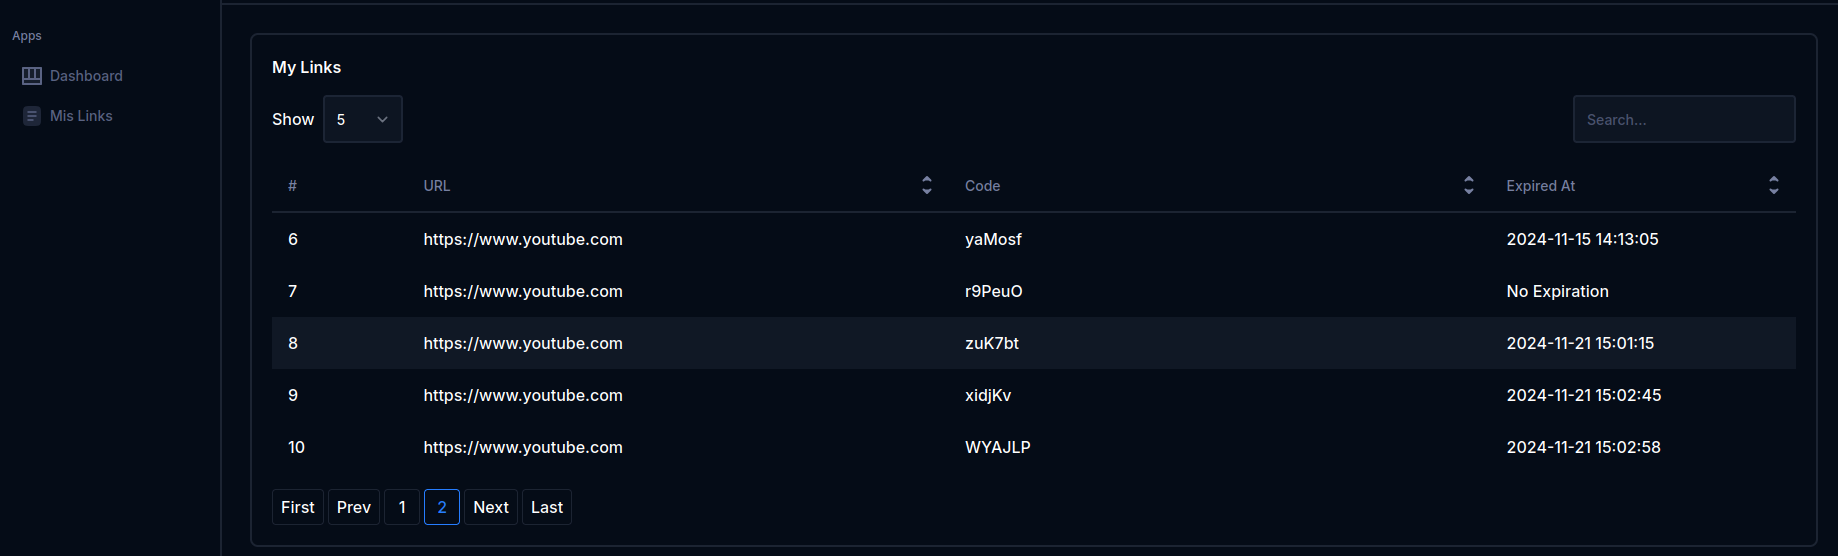 Apps
Dashboard
Mis Links
My Links
Show 5 Search...
# URL Code Expired At
6 https://www.youtube.com yaMosf 2024-11-15 14:13:05
7 https://www.youtube.com r9PeuO No Expiration
8 https://www.youtube.com zuK7bt 2024-11-21 15:01:15
9 https://www.youtube.com xidjKv 2024-11-21 15:02:45
10 https://www.youtube.com WYAJLP 2024-11-21 15:02:58
First Prev 1 2 Next Last